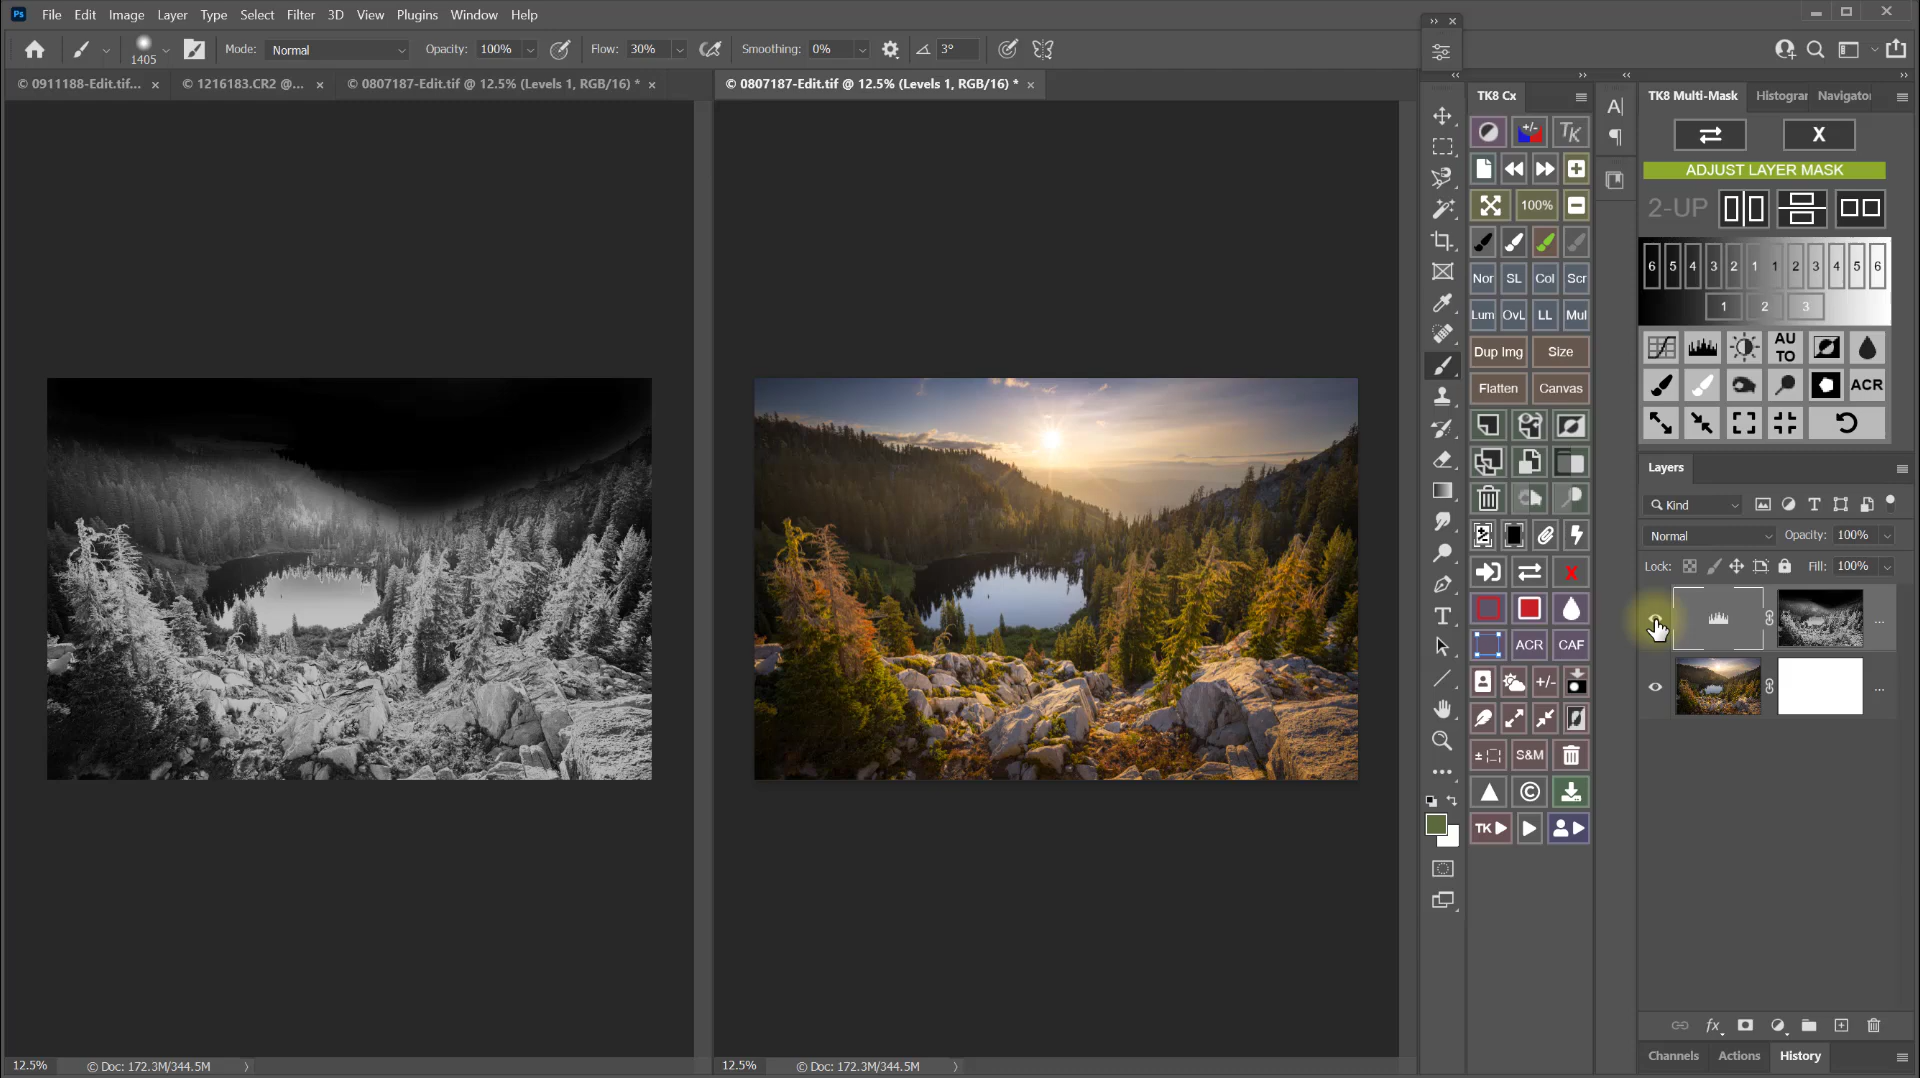 Ps File Edit Image Layer Type Select Filter 3D View Plugins Window Help
1405 Mode: Normal Opacity: 100% Flow: 30% Smoothing: 0% 3°
© 0911188-Edit.tif... × © 1216183.CR2 @... × © 0807187-Edit.tif @ 12.5% (Levels 1, RGB/16) * × © 0807187-Edit.tif @ 12.5% (Levels 1, RGB/16) * ×
TK8 Cx
TK
100%
Nor SL Col Scr
Lum OvL LL Mul
Dup Img Size
Flatten Canvas
ACR CAF
+/-
S&M
©
TK
TK8 Multi-Mask Histogram Navigator
X
ADJUST LAYER MASK
2-UP
6 5 4 3 2 1 1 2 3 4 5 6
1 2 3
AU
TO
ACR
Layers
Kind
Normal Opacity: 100%
Lock: Fill: 100%
fx
Channels Actions History
12.5% © Doc: 172.3M/344.5M
12.5% © Doc: 172.3M/344.5M